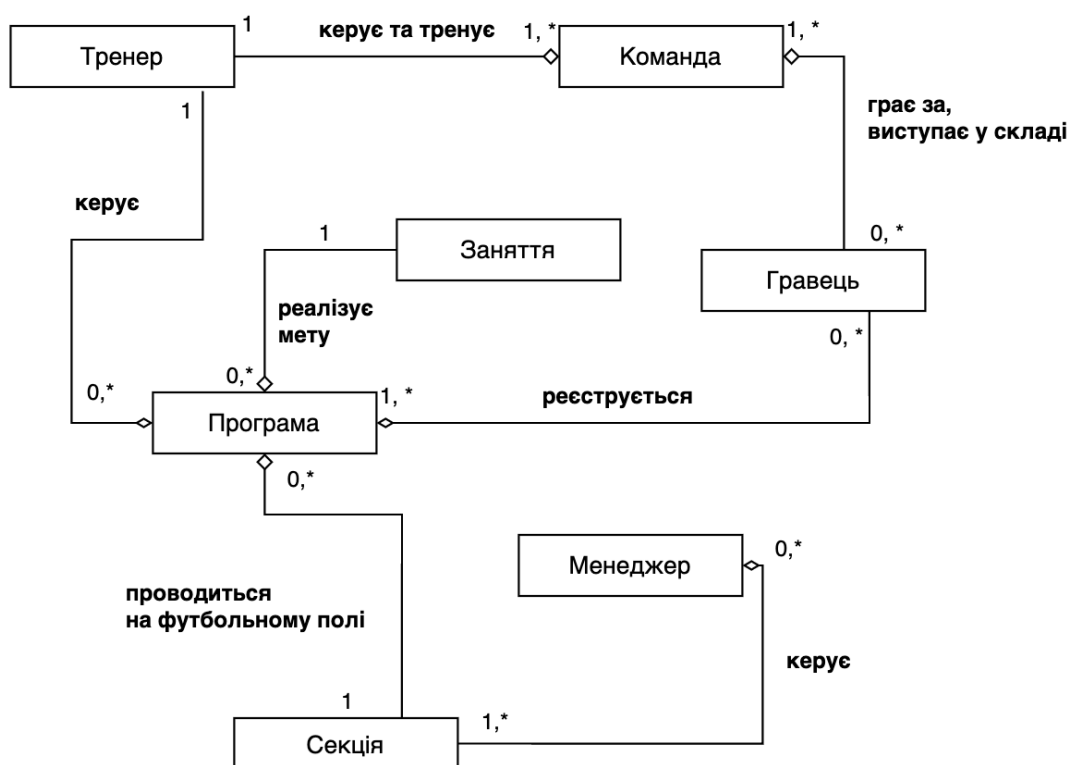 1
керує та тренує
1, *
1, *
Тренер
Команда
1
грає за,
виступає у складі
керує
1
Заняття
0, *
Гравець
реалізує
мету
0, *
0,*
0,*
1, *
реєструється
Програма
0,*
Менеджер
0,*
проводиться
на футбольному полі
керує
1
1,*
Секція